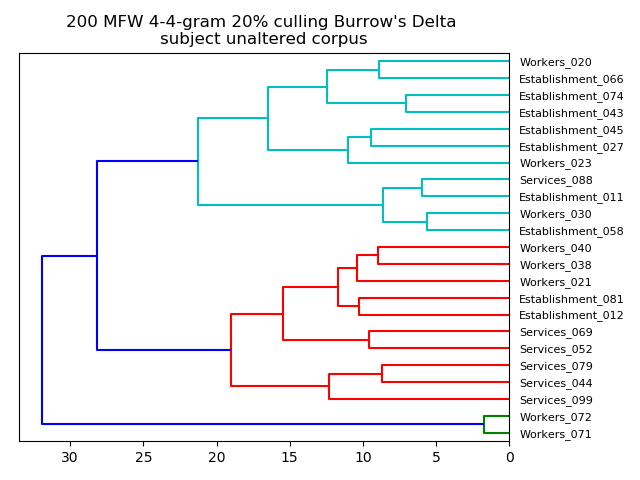 200 MFW 4-4-gram 20% culling Burrow's Delta
subject unaltered corpus
Workers_020
Establishment_066
Establishment_074
Establishment_043
Establishment_045
Establishment_027
Workers_023
Services_088
Establishment_011
Workers_030
Establishment_058
Workers_040
Workers_038
Workers_021
Establishment_081
Establishment_012
Services_069
Services_052
Services_079
Services_044
Services_099
Workers_072
Workers_071
30 25 20 15 10 5 0